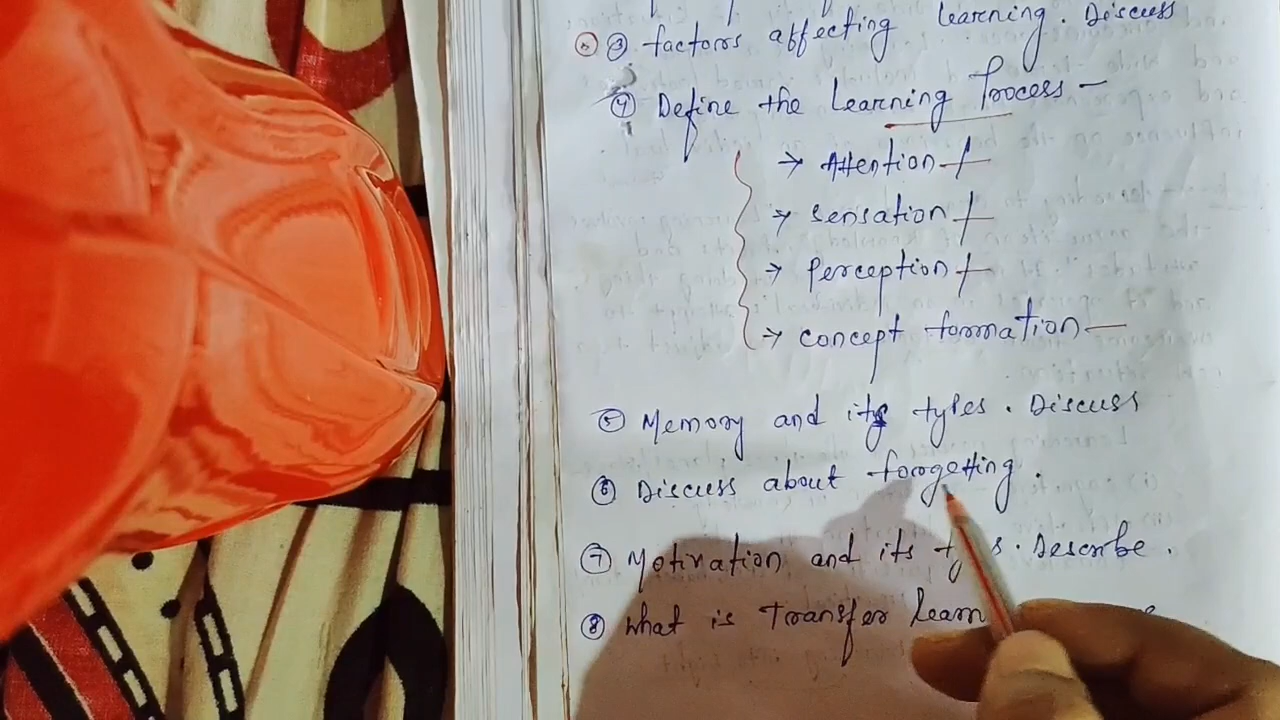 ③ factors affecting learning. Discuss
④ Define the Learning Process -
→ Attention
→ Sensation
→ Perception
→ concept formation -
⑤ Memory and its types. Discuss
⑥ Discuss about forgetting.
⑦ Motivation and its Describe.
⑧ What is Transfer